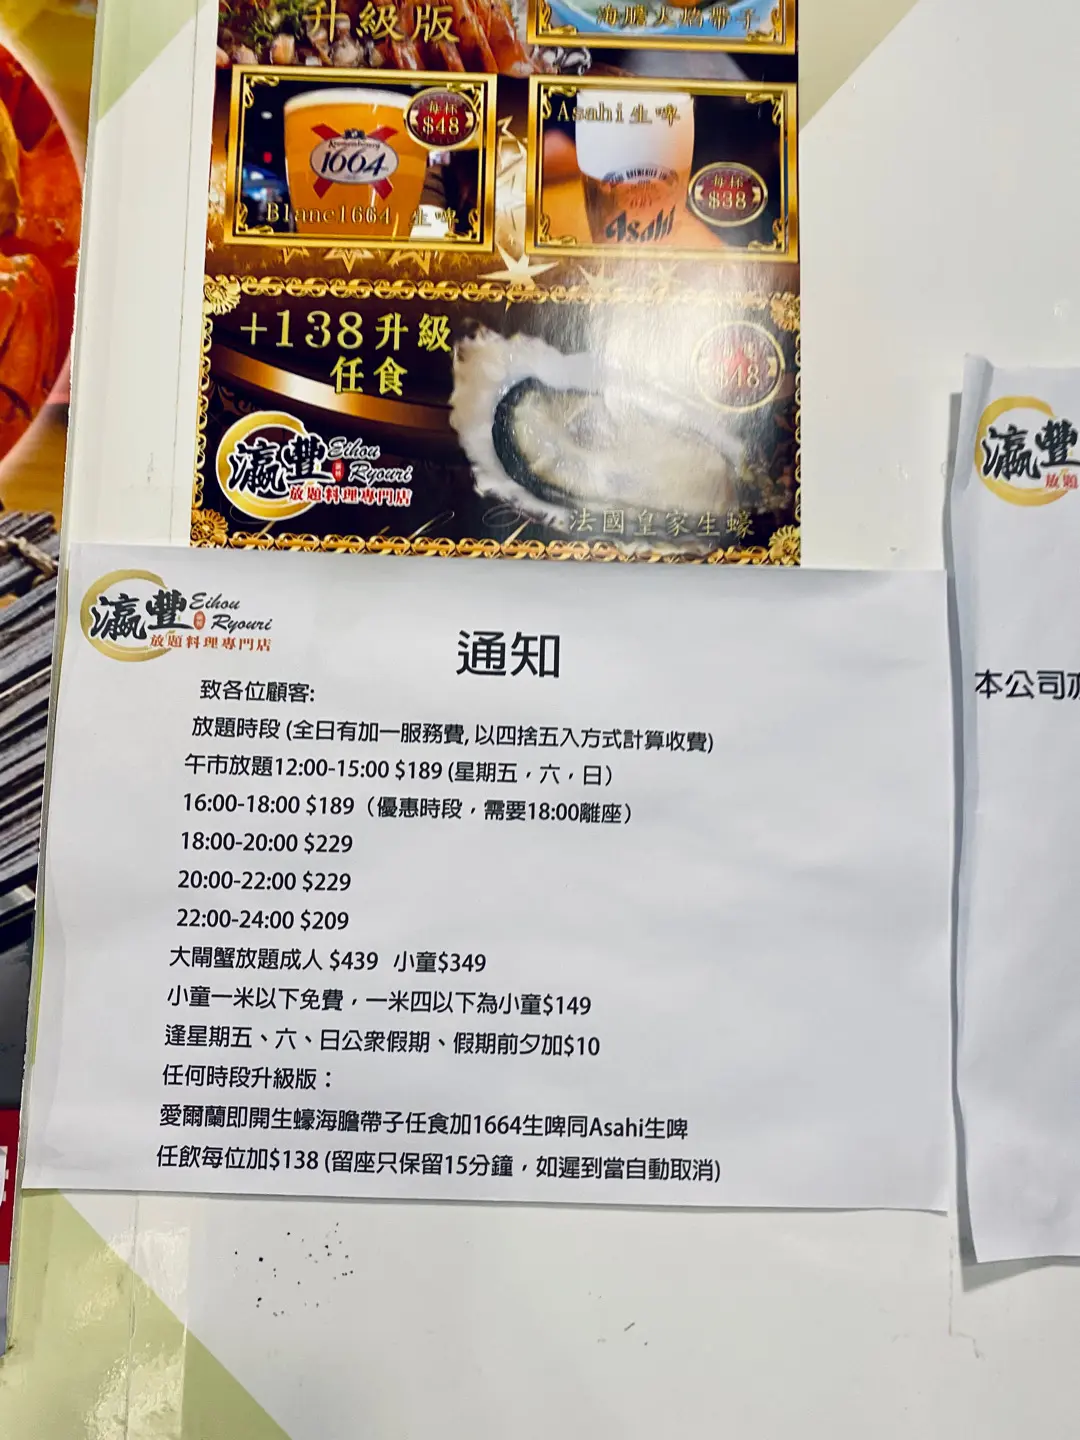 升級版
海膽火焰帶子
每杯
$48
Kronenbourg
1664
Blanc1664 生啤
Asahi 生啤
每杯
$38
Asahi
+138升級
任食
$48
瀛豐 Eihou
Ryouri
放題料理專門店
法國皇家生蠔
瀛豐 Eihou
Ryouri
放題料理專門店
通知
致各位顧客:
放題時段 (全日有加一服務費, 以四捨五入方式計算收費)
午市放題12:00-15:00 $189 (星期五，六，日）
16:00-18:00 $189（優惠時段，需要18:00離座）
18:00-20:00 $229
20:00-22:00 $229
22:00-24:00 $209
大閘蟹放題成人 $439 小童$349
小童一米以下免費，一米四以下為小童$149
逢星期五、六、日公眾假期、假期前夕加$10
任何時段升級版：
愛爾蘭即開生蠔海膽帶子任食加1664生啤同Asahi生啤
任飲每位加$138 (留座只保留15分鐘，如遲到當自動取消)
瀛豐
放題
本公司亦